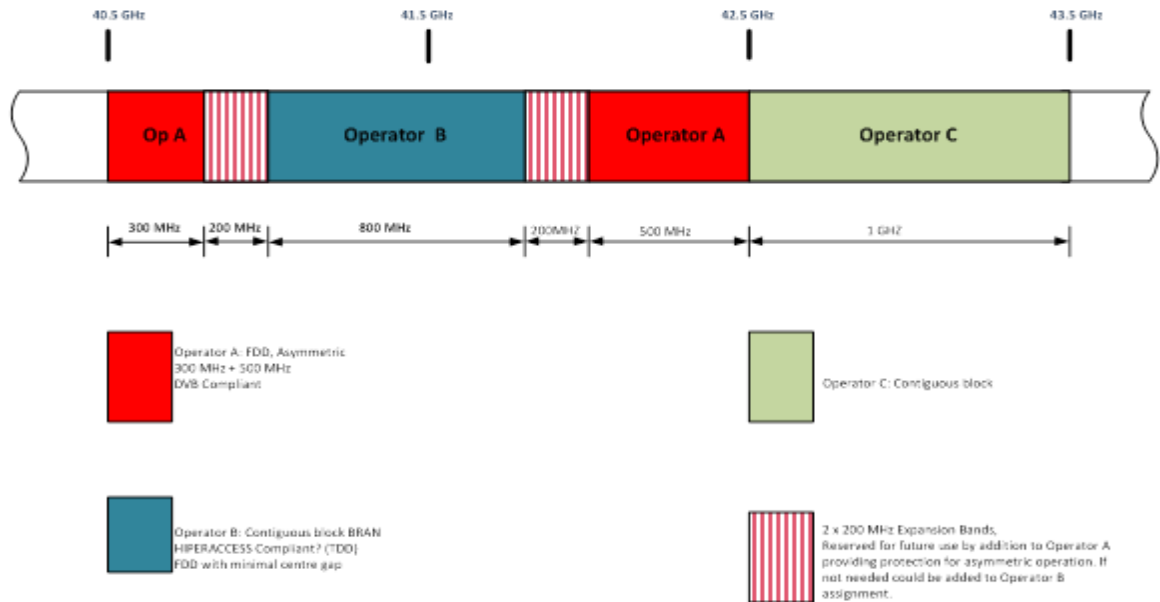 40.5 GHz 41.5 GHz 42.5 GHz 43.5 GHz
Op A Operator B Operator A Operator C
300 MHz 200 MHz 800 MHz 200MHZ 500 MHz 1 GHZ
Operator A: FDD, Asymmetric
300 MHz + 500 MHz
DVB Compliant
Operator C: Contiguous block
Operator B: Contiguous block BRAN
HIPERACCESS Compliant? (TDD)
FDD with minimal centre gap
2 x 200 MHz Expansion Bands,
Reserved for future use by addition to Operator A
providing protection for asymmetric operation. If
not needed could be added to Operator B
assignment.